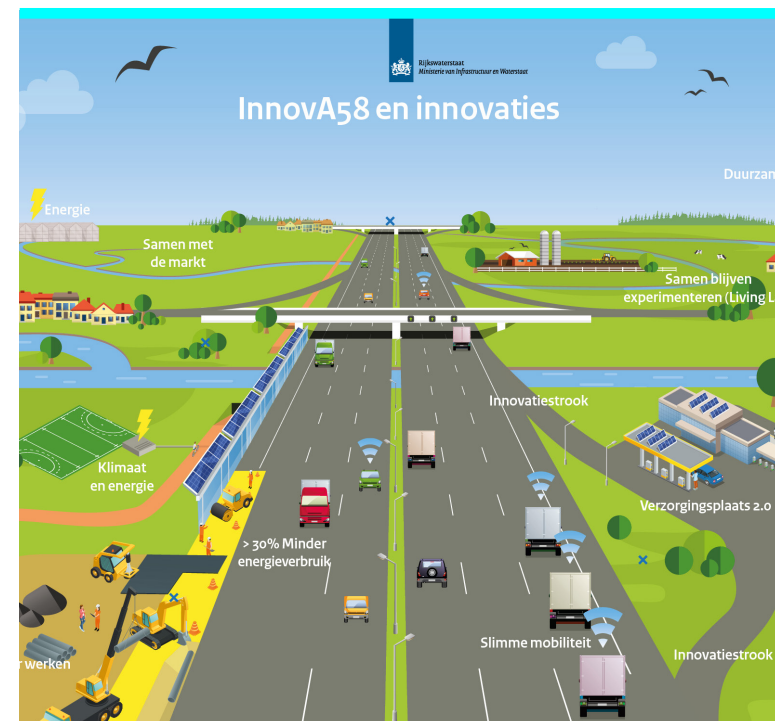 Rijkswaterstaat
Ministerie van Infrastructuur en Waterstaat
InnovA58 en innovaties
Duurzan
Energie
Samen met
de markt
Samen blijven
experimenteren (Living L
Innovatiestrook
Klimaat
en energie
Verzorgingsplaats 2.0
> 30% Minder
energieverbruik
Slimme mobiliteit
Innovatiestrook
r werken